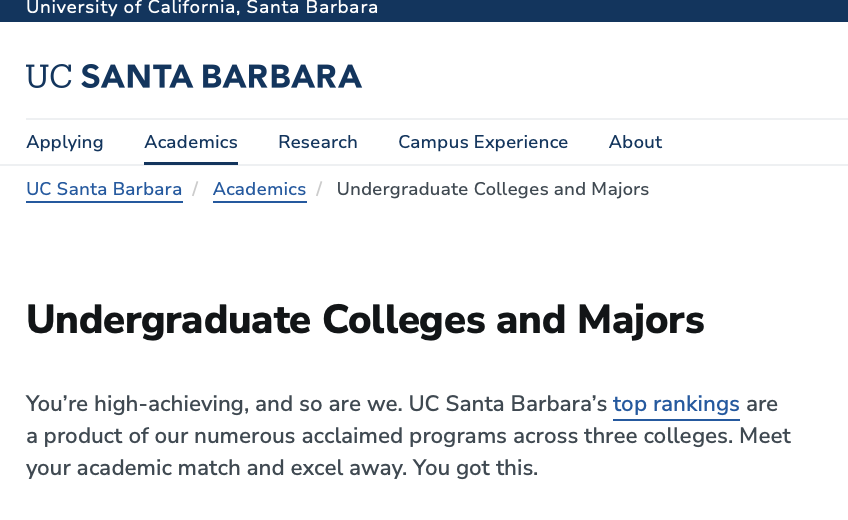 University of California, Santa Barbara
UC SANTA BARBARA
Applying Academics Research Campus Experience About
UC Santa Barbara / Academics / Undergraduate Colleges and Majors
Undergraduate Colleges and Majors
You’re high-achieving, and so are we. UC Santa Barbara’s top rankings are
a product of our numerous acclaimed programs across three colleges. Meet
your academic match and excel away. You got this.